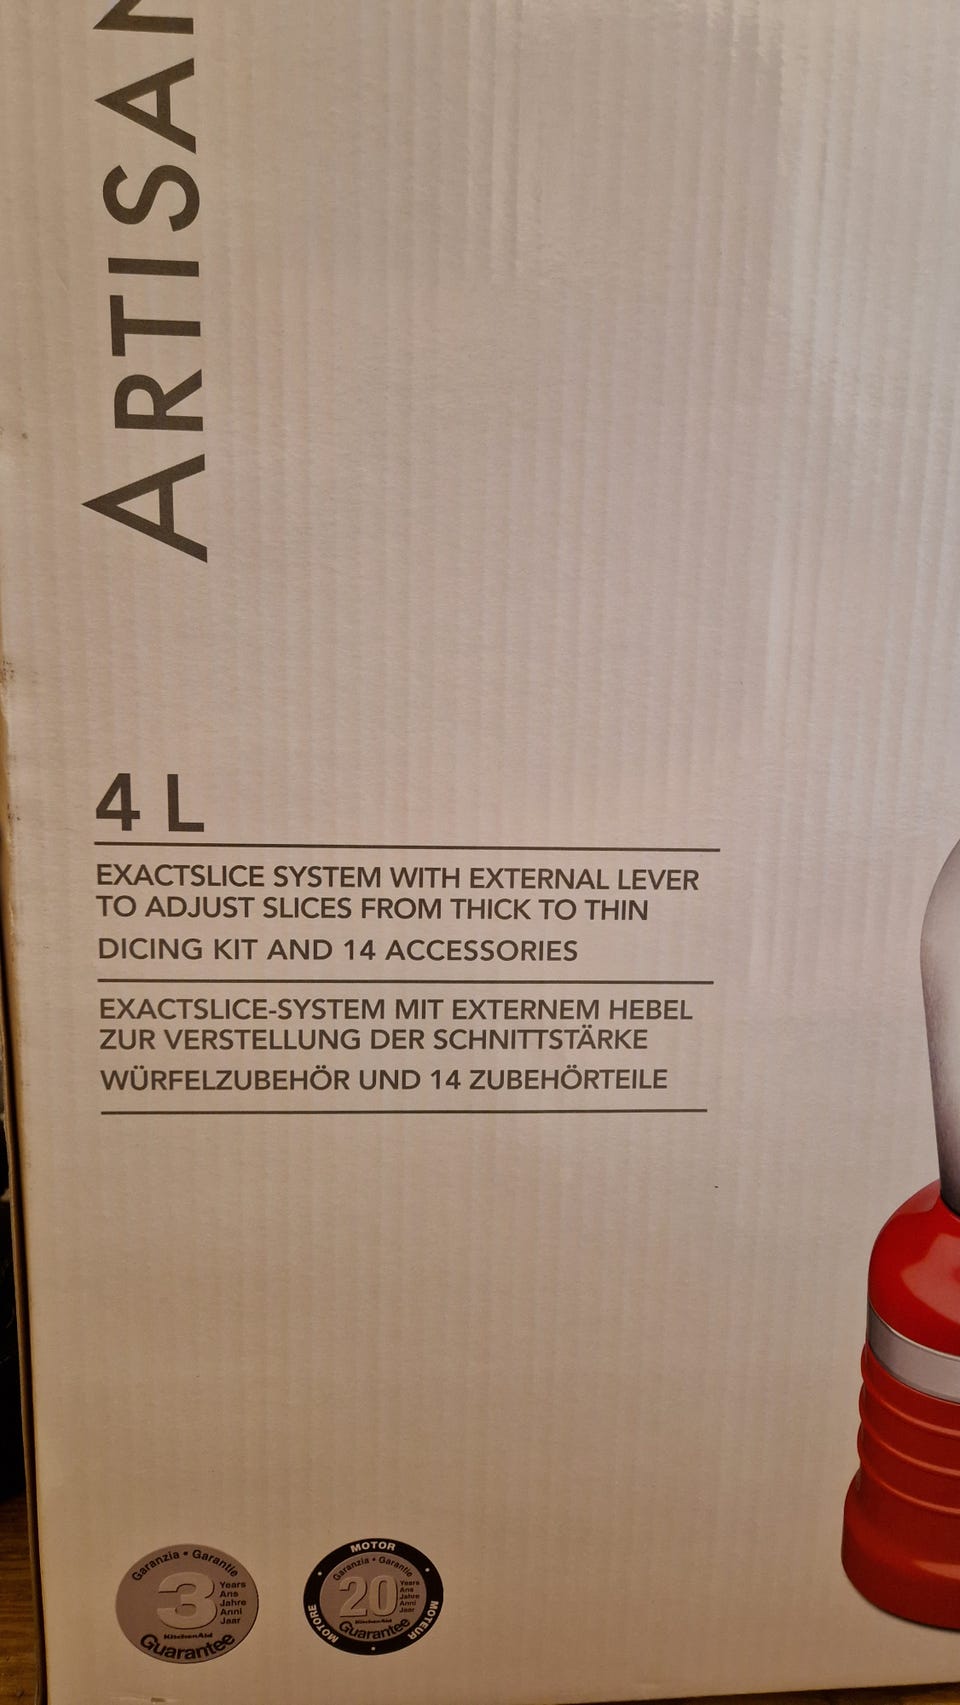 ARTISAN
4 L
EXACTSLICE SYSTEM WITH EXTERNAL LEVER
TO ADJUST SLICES FROM THICK TO THIN
DICING KIT AND 14 ACCESSORIES
EXACTSLICE-SYSTEM MIT EXTERNEM HEBEL
ZUR VERSTELLUNG DER SCHNITTSTÄRKE
WÜRFELZUBEHÖR UND 14 ZUBEHÖRTEILE
Garanzia • Garantie
3
Years
Ans
Jahre
Anni
Jaar
KitchenAid
Guarantee
MOTOR
Garanzia • Garantie
20
Years
Ans
Jahre
Anni
Jaar
KitchenAid
Guarantee
MOTORE
MOTEUR